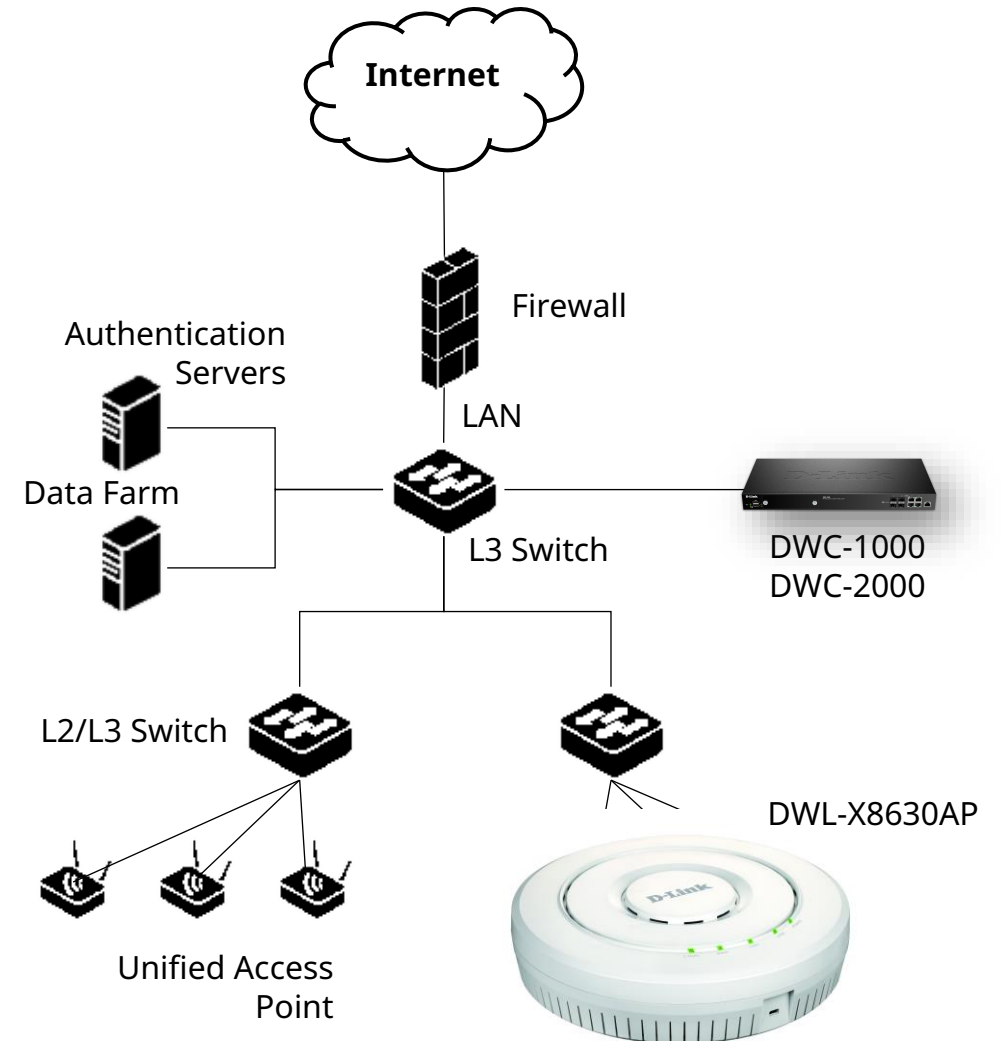 Internet
Firewall
Authentication
Servers
LAN
Data Farm
L3 Switch
DWC-1000
DWC-2000
L2/L3 Switch
DWL-X8630AP
D-Link
Unified Access
Point